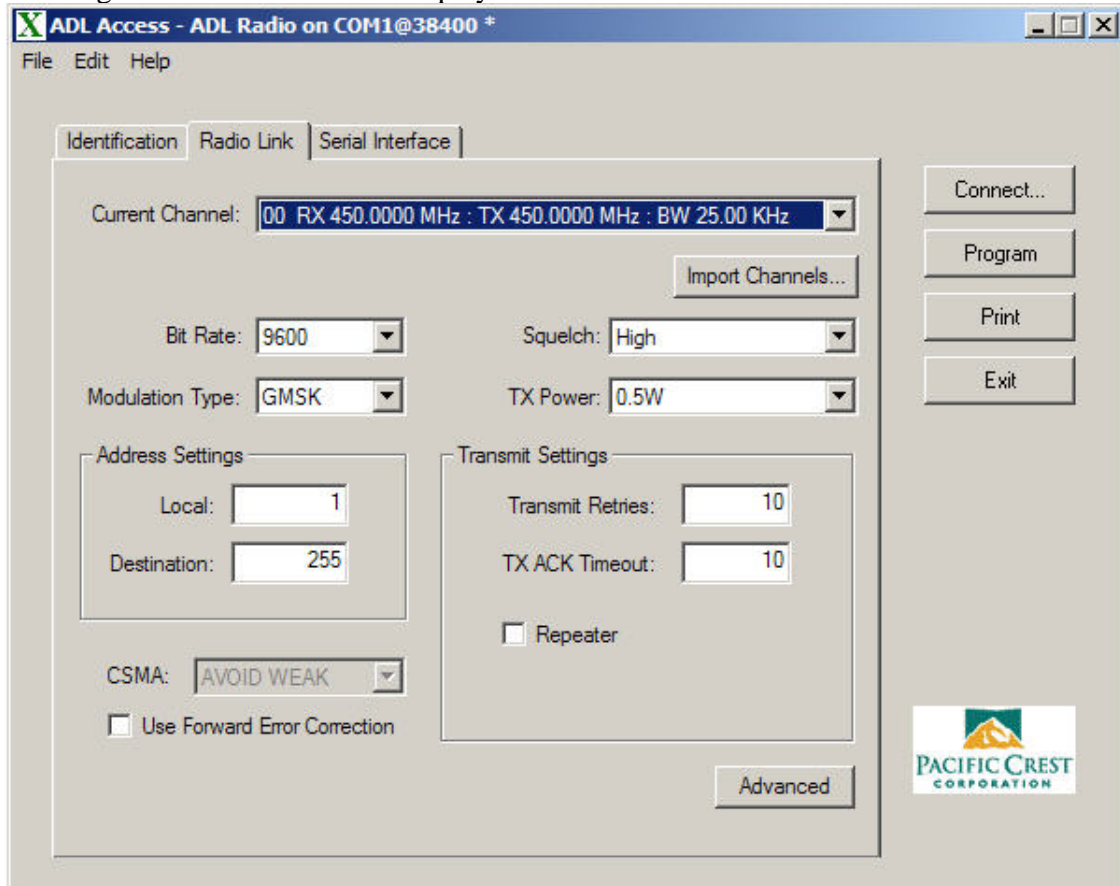 ADL Access - ADL Radio on COM1@38400 *
File Edit Help
Identification Radio Link Serial Interface
Current Channel: 00 RX 450.0000 MHz : TX 450.0000 MHz : BW 25.00 KHz
Connect...
Import Channels...
Program
Bit Rate: 9600 Squelch: High
Print
Modulation Type: GMSK TX Power: 0.5W
Exit
Address Settings
Local: 1
Destination: 255
Transmit Settings
Transmit Retries: 10
TX ACK Timeout: 10
Repeater
CSMA: AVOID WEAK
Use Forward Error Correction
Advanced
PACIFIC CREST
CORPORATION